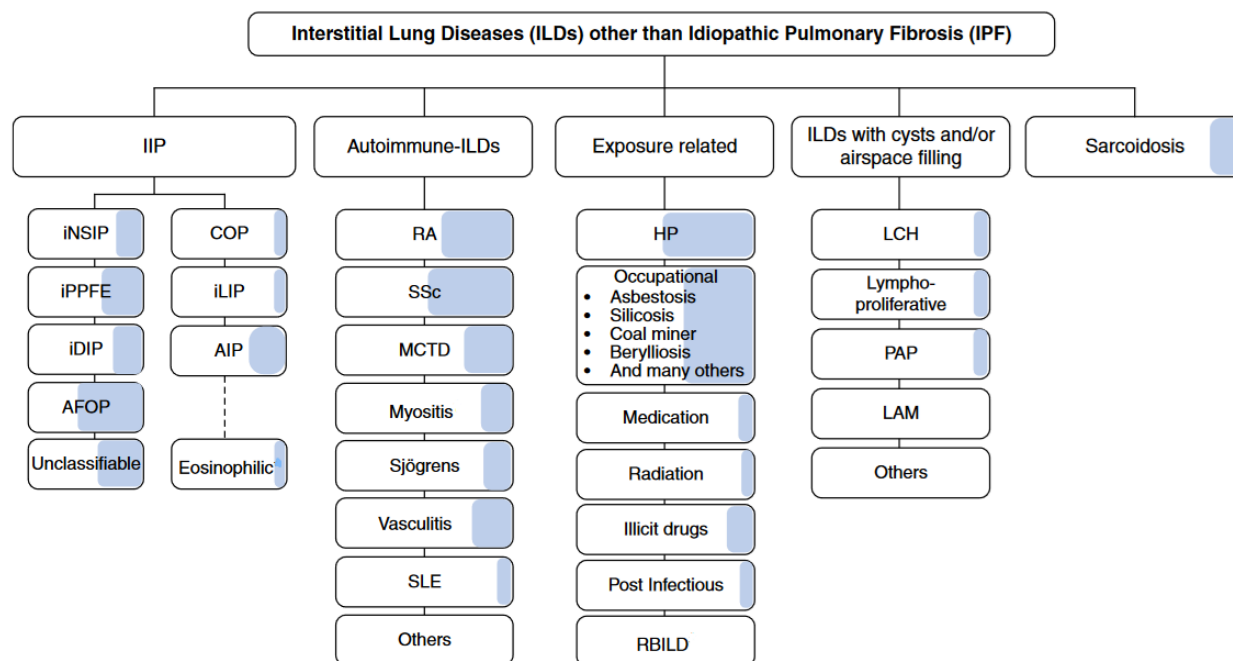 Interstitial Lung Diseases (ILDs) other than Idiopathic Pulmonary Fibrosis (IPF)
IIP
Autoimmune-ILDs
Exposure related
ILDs with cysts and/or
airspace filling
Sarcoidosis
iNSIP
iPPFE
iDIP
AFOP
Unclassifiable
COP
iLIP
AIP
Eosinophilic*
RA
SSc
MCTD
Myositis
Sjögrens
Vasculitis
SLE
Others
HP
Occupational
• Asbestosis
• Silicosis
• Coal miner
• Berylliosis
• And many others
Medication
Radiation
Illicit drugs
Post Infectious
RBILD
LCH
Lympho-
proliferative
PAP
LAM
Others